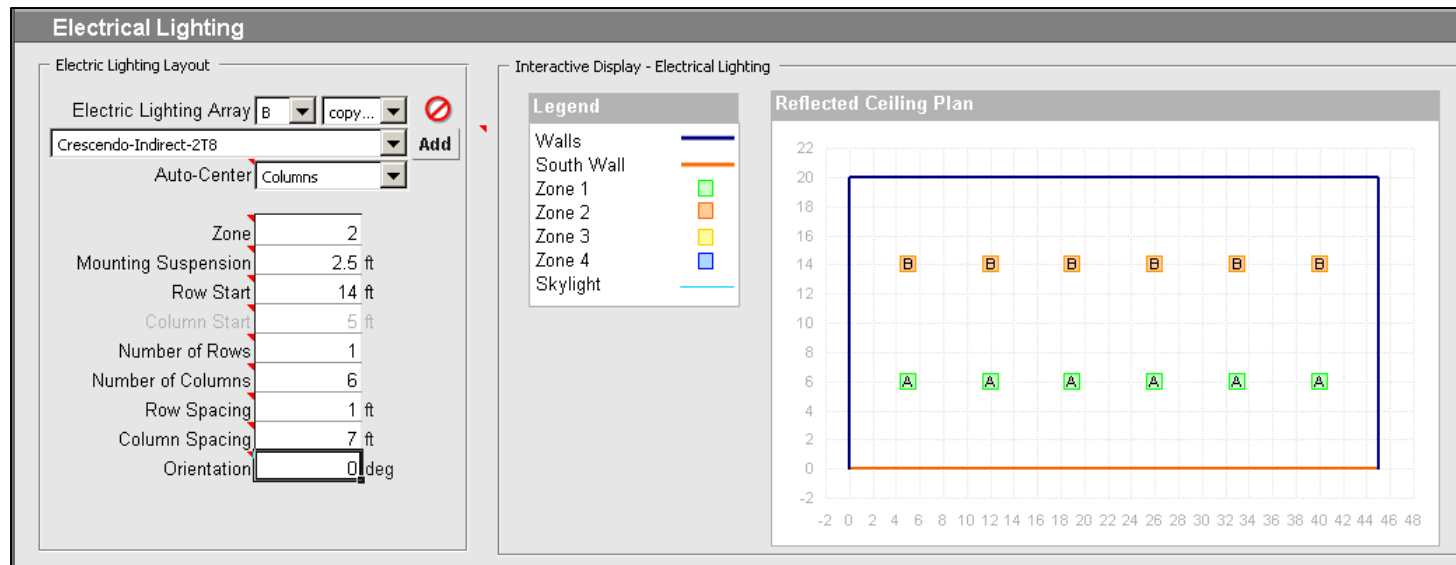 Electrical Lighting
Electric Lighting Layout
Electric Lighting Array B copy...
Crescendo-Indirect-2T8 Add
Auto-Center Columns
Zone 2
Mounting Suspension 2.5 ft
Row Start 14 ft
Column Start 5 ft
Number of Rows 1
Number of Columns 6
Row Spacing 1 ft
Column Spacing 7 ft
Orientation 0 deg
Interactive Display - Electrical Lighting
Legend
Walls
South Wall
Zone 1
Zone 2
Zone 3
Zone 4
Skylight
Reflected Ceiling Plan
22
20
18
16
14 B B B B B B
12
10
8
6 A A A A A A
4
2
0
-2
-2 0 2 4 6 8 10 12 14 16 18 20 22 24 26 28 30 32 34 36 38 40 42 44 46 48